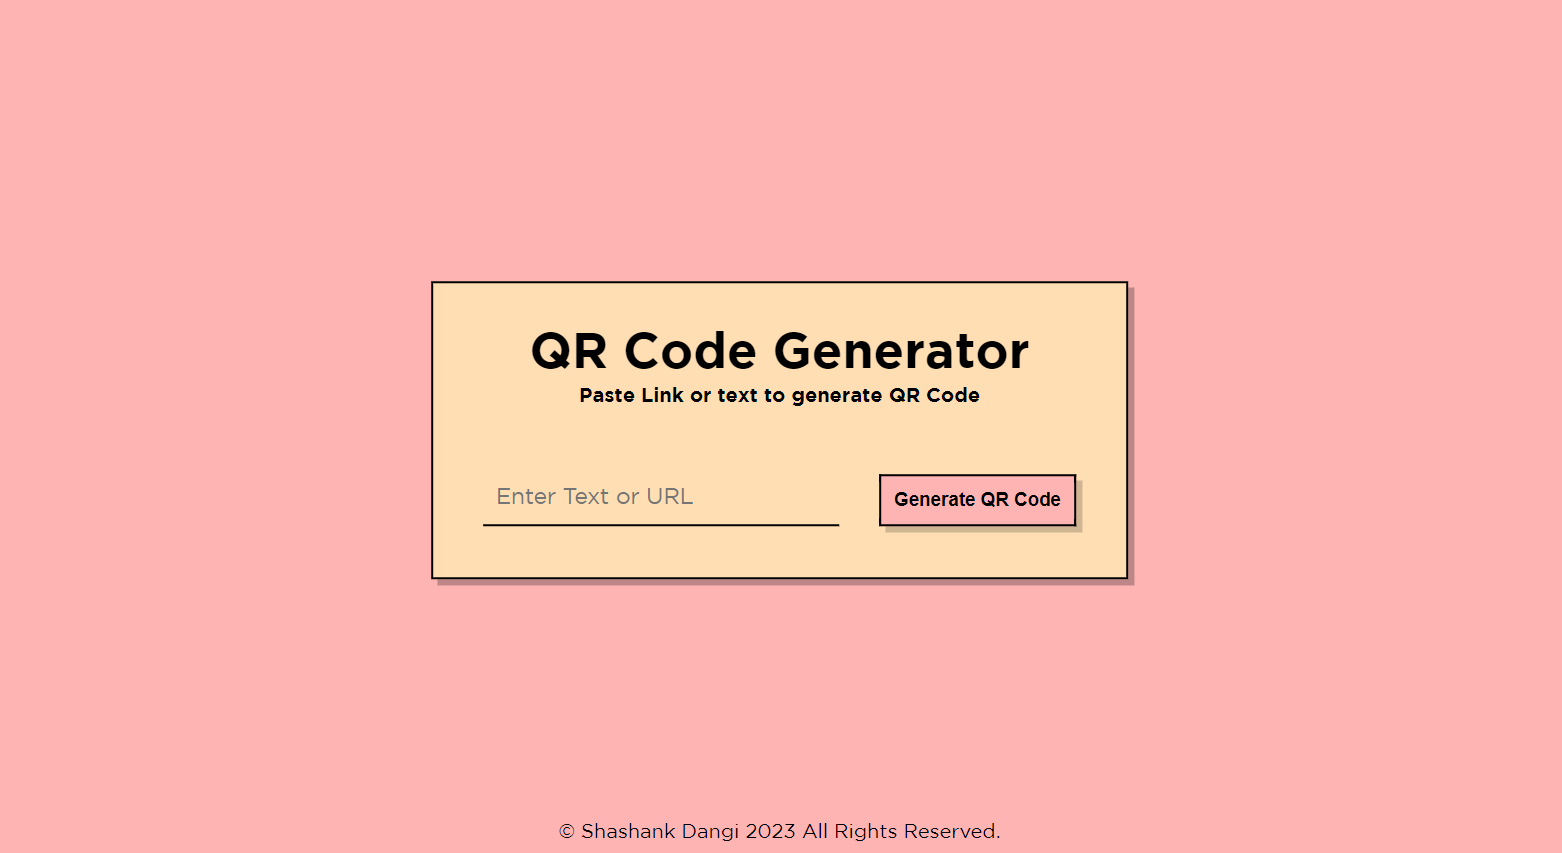 QR Code Generator
Paste Link or text to generate QR Code
Enter Text or URL
Generate QR Code
© Shashank Dangi 2023 All Rights Reserved.